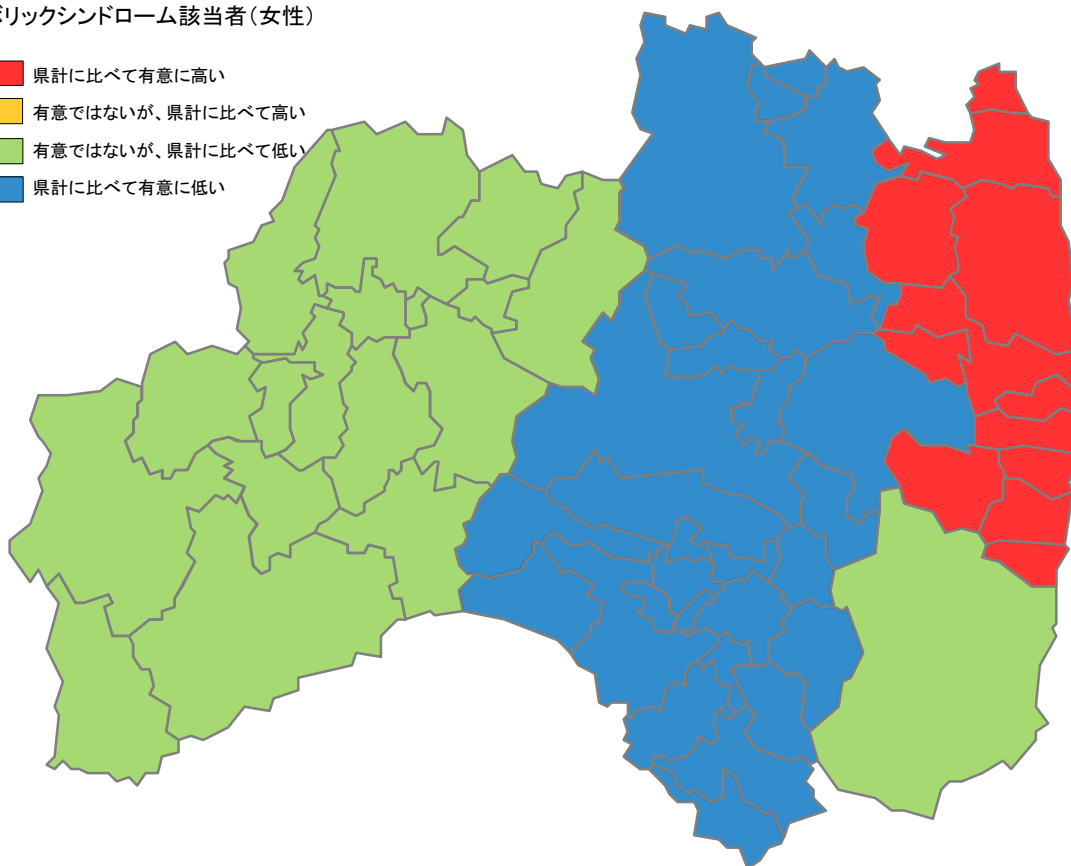 ボリックシンドローム該当者（女性）
県計に比べて有意に高い
有意ではないが、県計に比べて高い
有意ではないが、県計に比べて低い
県計に比べて有意に低い